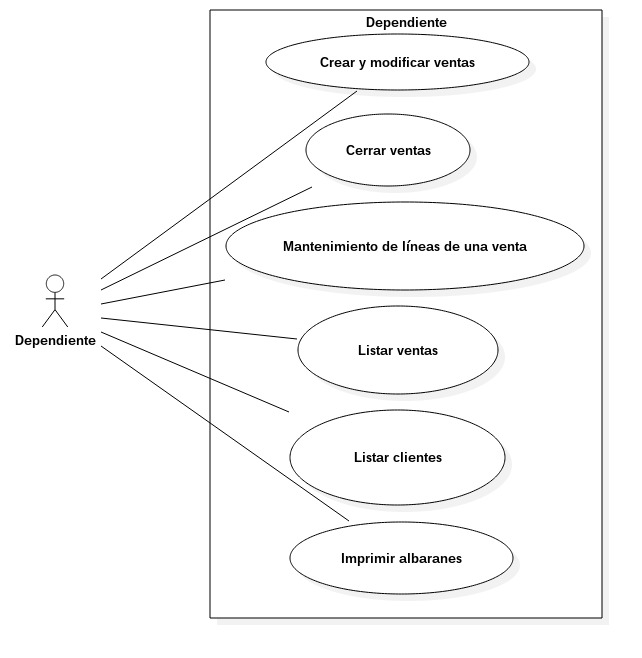 Dependiente
Crear y modificar ventas
Cerrar ventas
Mantenimiento de líneas de una venta
Dependiente
Listar ventas
Listar clientes
Imprimir albaranes